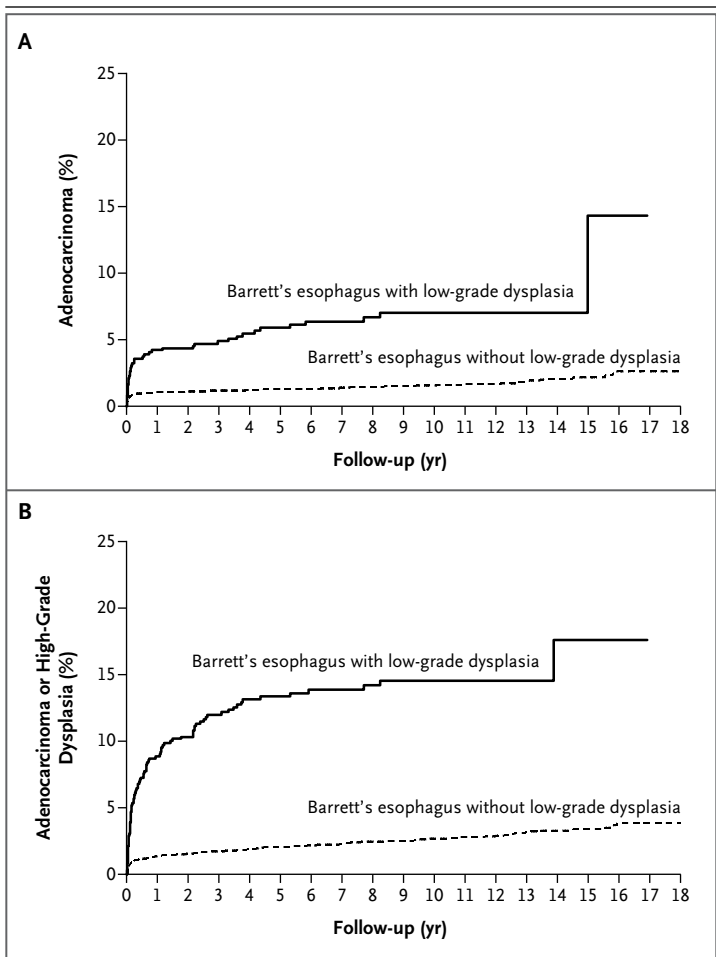 A
25
20
15
10
5
0
Adenocarcinoma (%)
Barrett’s esophagus with low-grade dysplasia
Barrett’s esophagus without low-grade dysplasia
0 1 2 3 4 5 6 7 8 9 10 11 12 13 14 15 16 17 18
Follow-up (yr)
B
25
20
15
10
5
0
Adenocarcinoma or High-Grade
Dysplasia (%)
Barrett’s esophagus with low-grade dysplasia
Barrett’s esophagus without low-grade dysplasia
0 1 2 3 4 5 6 7 8 9 10 11 12 13 14 15 16 17 18
Follow-up (yr)